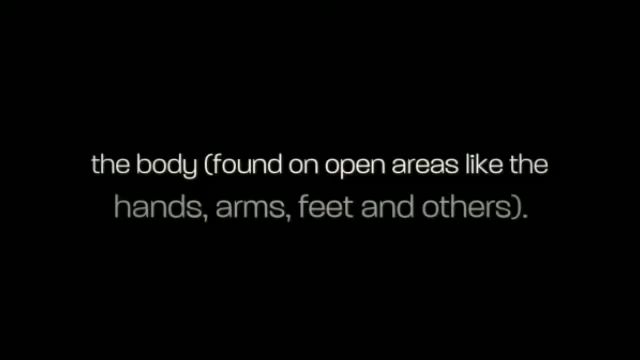 the body (found on open areas like the
hands, arms, feet and others).